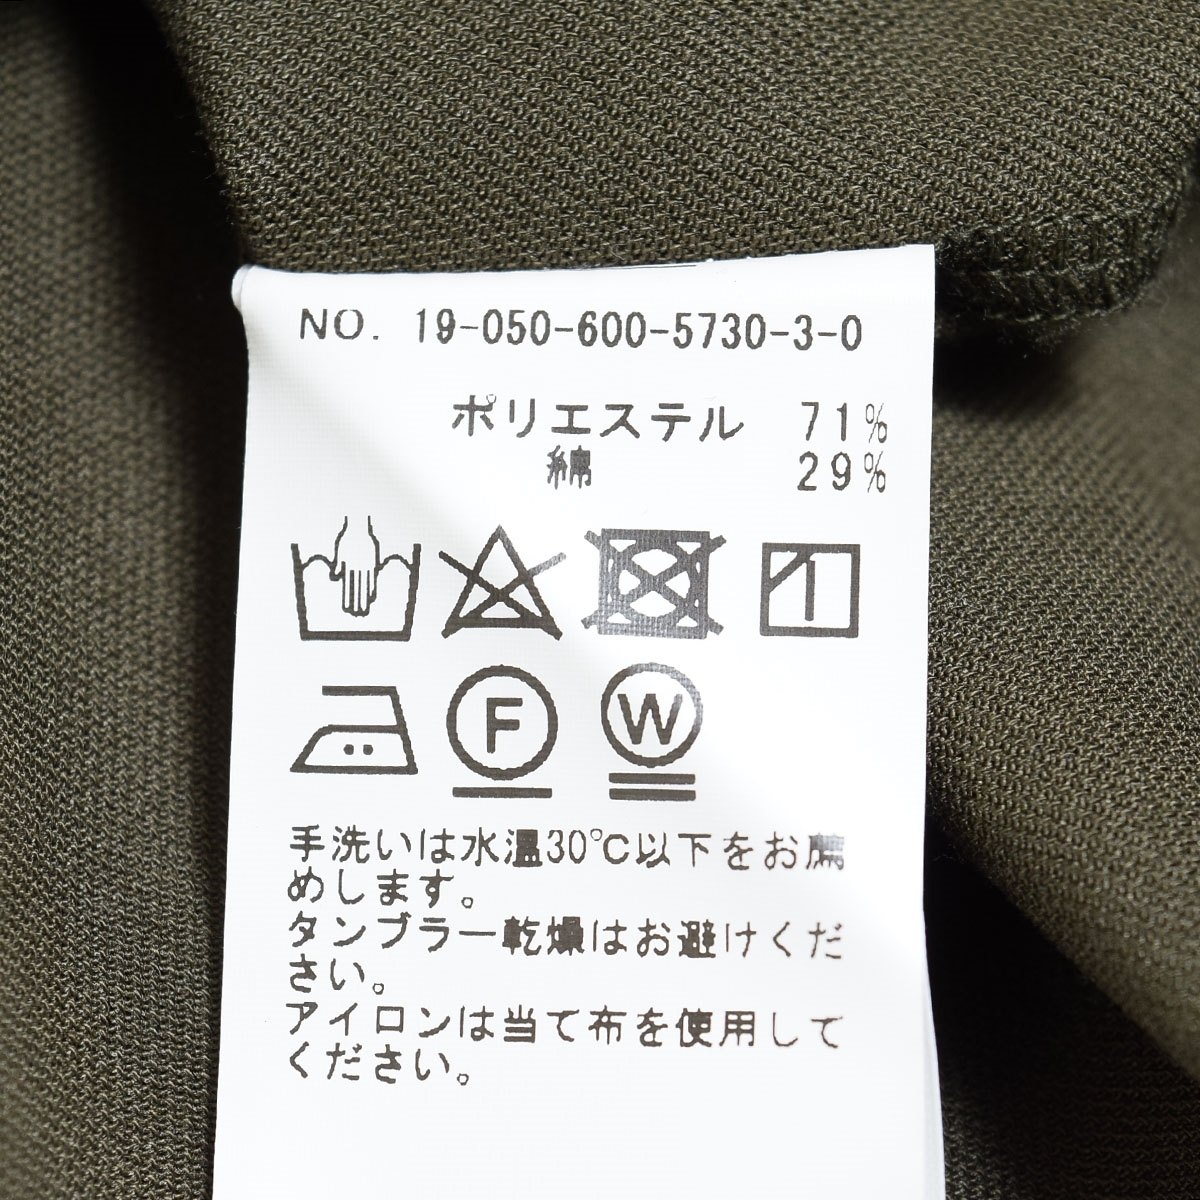 NO. 19-050-600-5730-3-0
ポリエステル 71%
綿 29%
F W
手洗いは水温30℃以下をお薦
めします。
タンブラー乾燥はお避けくだ
さい。
アイロンは当て布を使用して
ください。